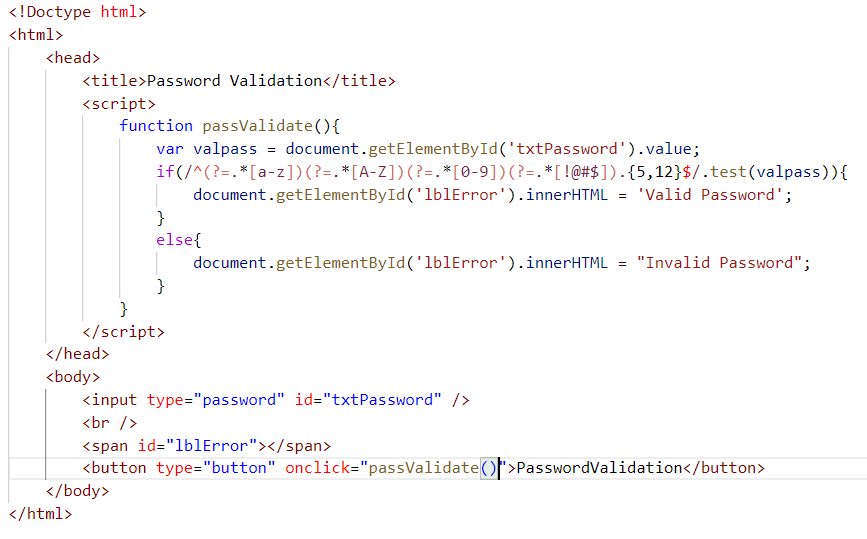 <!Doctype html>
<html>
    <head>
        <title>Password Validation</title>
        <script>
            function passValidate(){
                var valpass = document.getElementById('txtPassword').value;
                if(/^(?=.*[a-z])(?=.*[A-Z])(?=.*[0-9])(?=.*[!@#$]).{5,12}$/.test(valpass)){
                    document.getElementById('lblError').innerHTML = 'Valid Password';
                }
                else{
                    document.getElementById('lblError').innerHTML = "Invalid Password";
                }
            }
        </script>
    </head>
    <body>
        <input type="password" id="txtPassword" />
        <br />
        <span id="lblError"></span>
        <button type="button" onclick="passValidate()">PasswordValidation</button>
    </body>
</html>